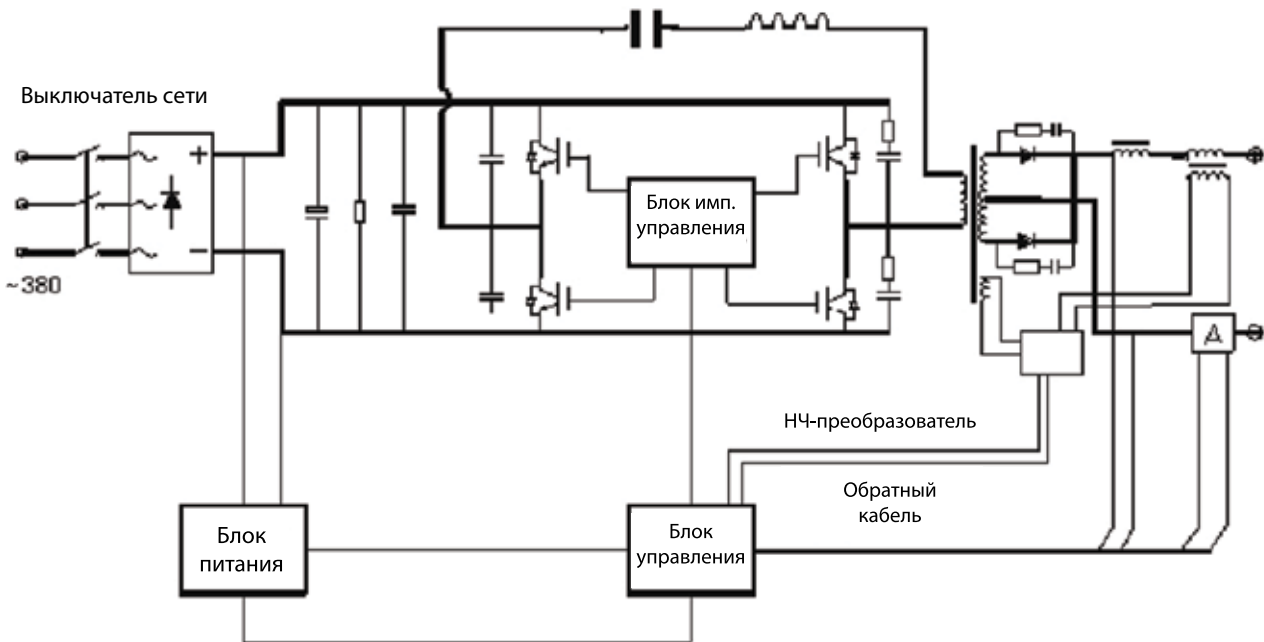 Выключатель сети
+
−
~380
Блок имп.
управления
Д
НЧ-преобразователь
Обратный
кабель
Блок
питания
Блок
управления